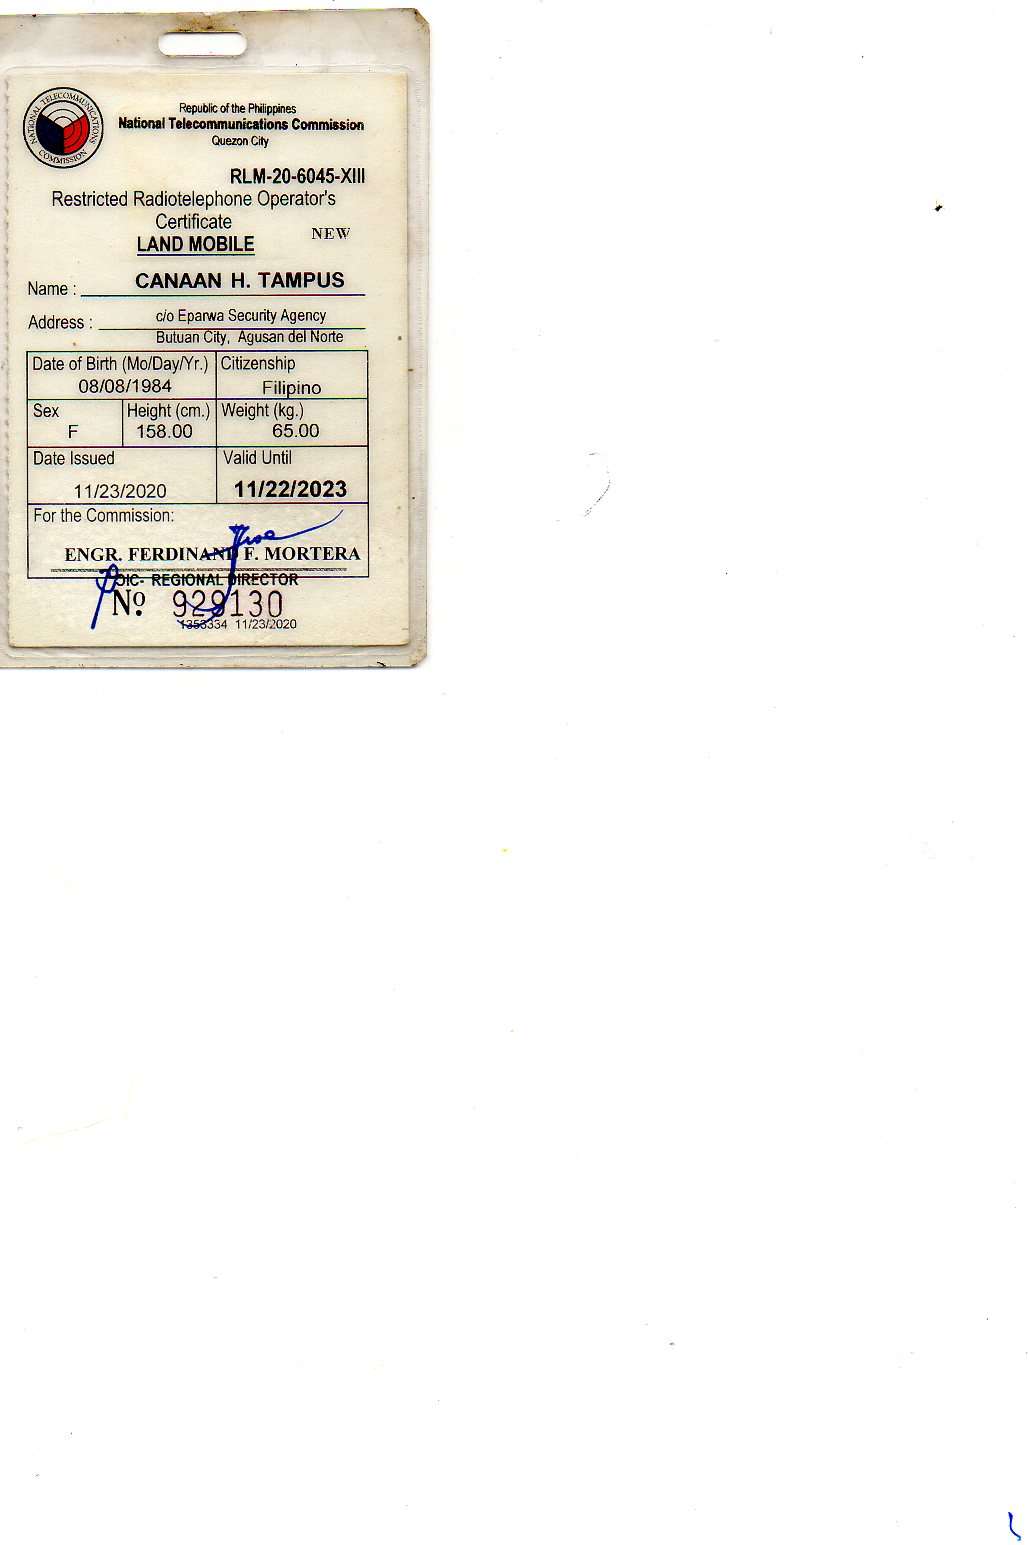 NATIONAL TELECOMMUNICATIONS COMMISSION
Republic of the Philippines
National Telecommunications Commission
Quezon City
RLM-20-6045-XIII
Restricted Radiotelephone Operator's
Certificate
NEW
LAND MOBILE
Name : CANAAN H. TAMPUS
Address : c/o Eparwa Security Agency
Butuan City, Agusan del Norte
Date of Birth (Mo/Day/Yr.) Citizenship
08/08/1984 Filipino
Sex Height (cm.) Weight (kg.)
F 158.00 65.00
Date Issued Valid Until
11/23/2020 11/22/2023
For the Commission:
ENGR. FERDINAND F. MORTERA
OIC- REGIONAL DIRECTOR
Nº 929130
1353334 11/23/2020